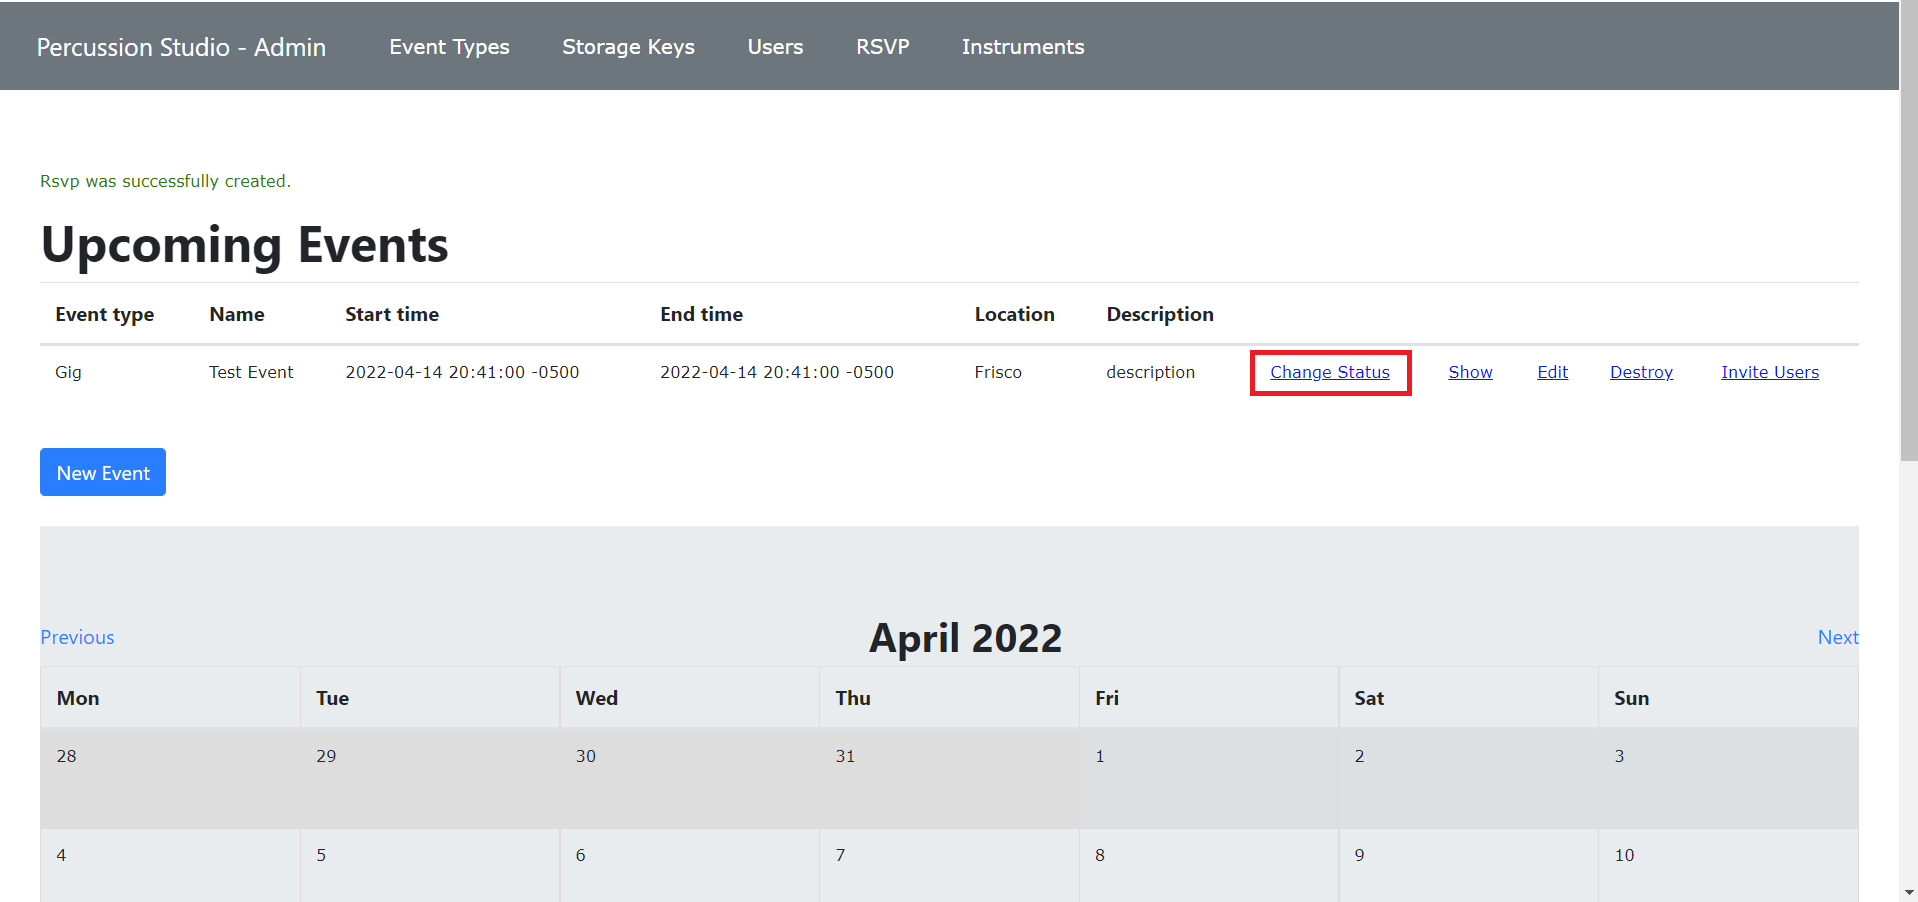 Percussion Studio - Admin Event Types Storage Keys Users RSVP Instruments
Rsvp was successfully created.
Upcoming Events
Event type Name Start time End time Location Description
Gig Test Event 2022-04-14 20:41:00 -0500 2022-04-14 20:41:00 -0500 Frisco description Change Status Show Edit Destroy Invite Users
New Event
Previous April 2022 Next
Mon Tue Wed Thu Fri Sat Sun
28 29 30 31 1 2 3
4 5 6 7 8 9 10